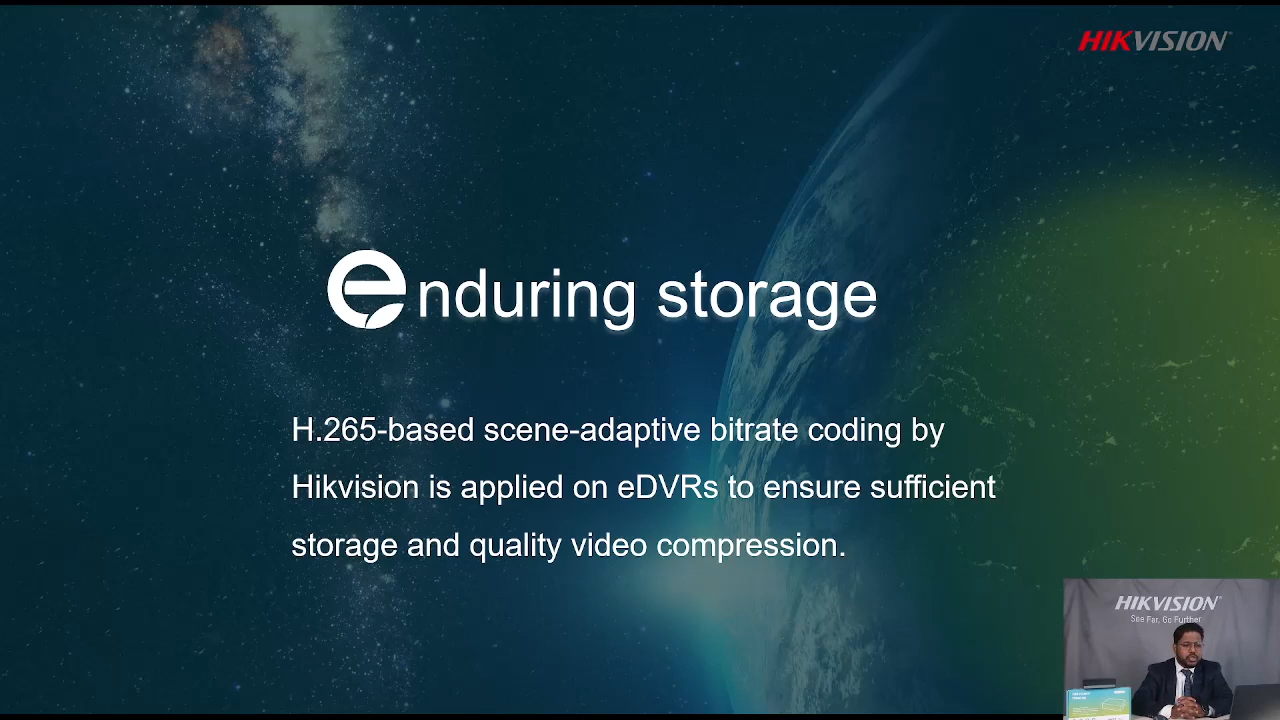 HIKVISION
enduring storage
H.265-based scene-adaptive bitrate coding by
Hikvision is applied on eDVRs to ensure sufficient
storage and quality video compression.
HIKVISION
See Far, Go Further